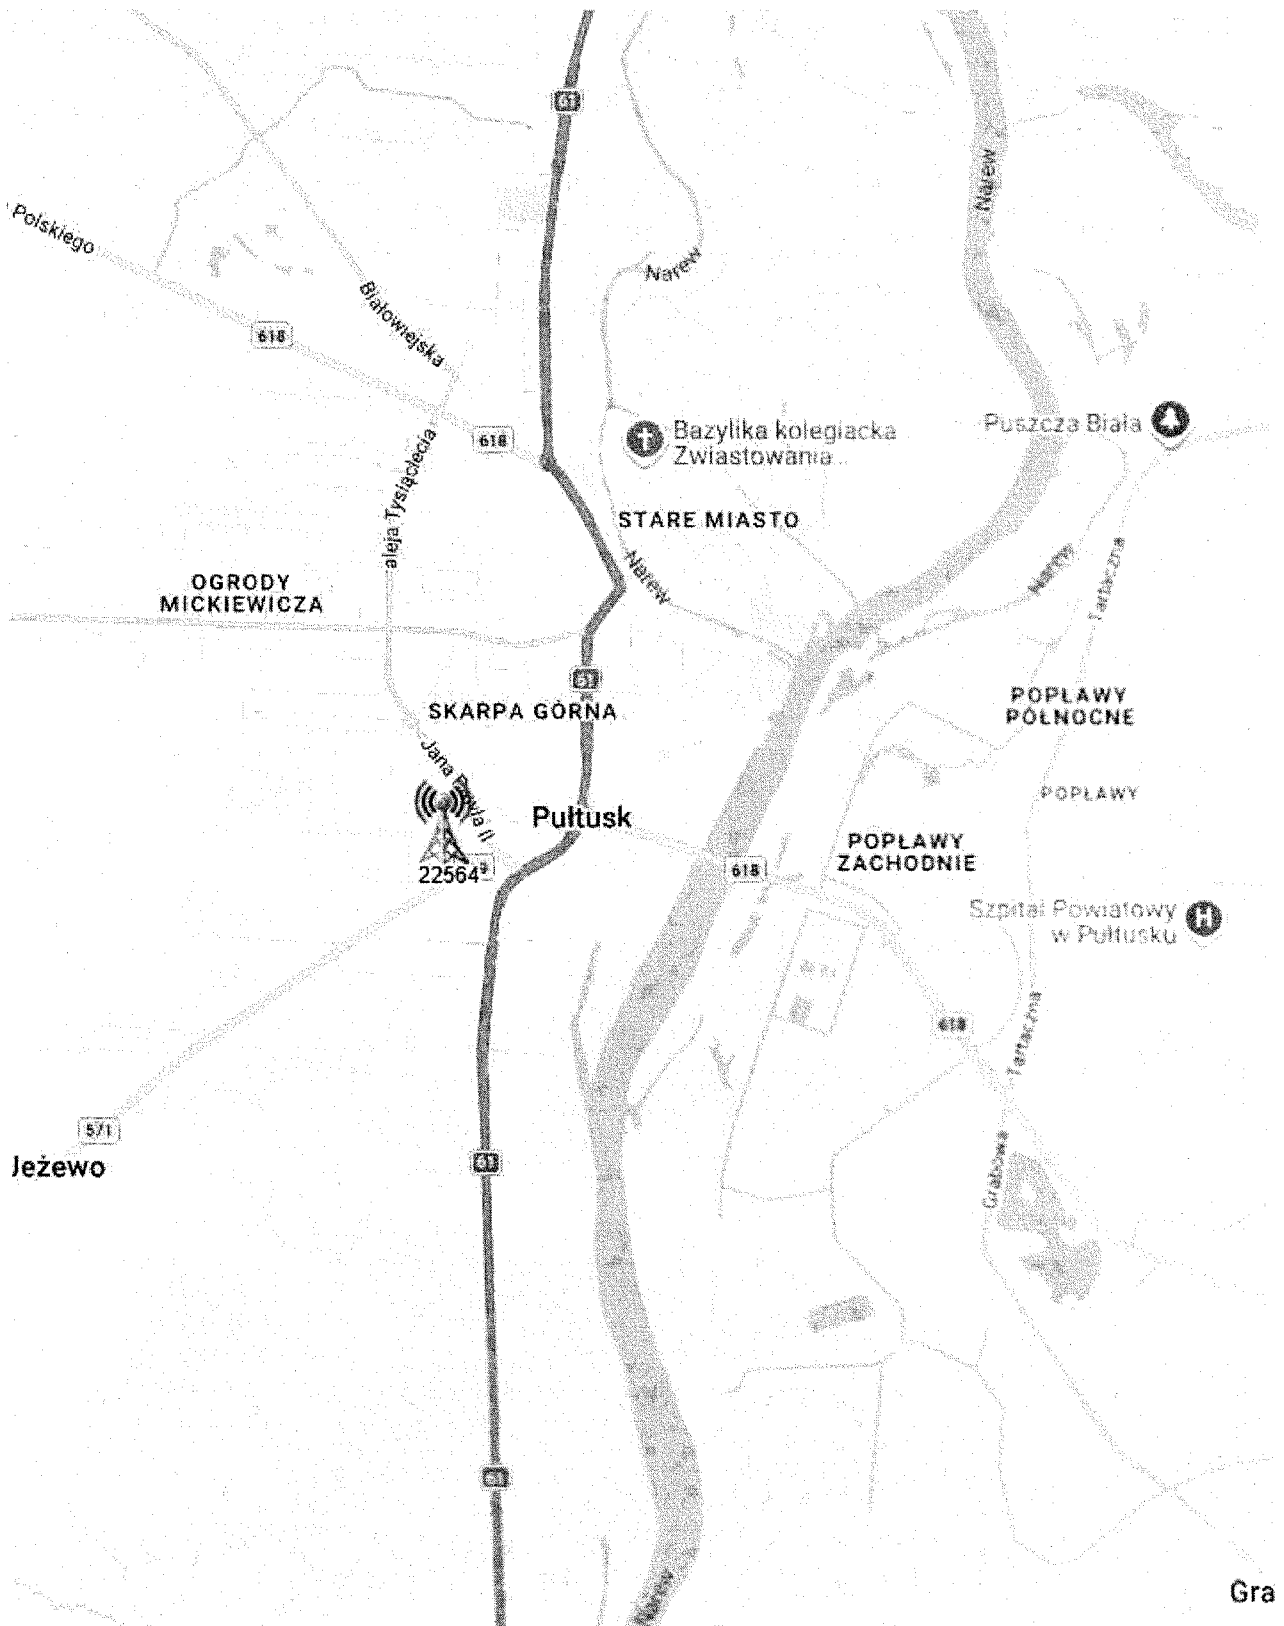 61
Narew
Polskiego
Narew
Białowiejska
618
618
aleja Tysiąclecia
Bazylika kolegiacka
Zwiastowania...
Puszcza Biała
STARE MIASTO
Narew
Narew
Tartaczna
OGRODY
MICKIEWICZA
61
SKARPA GÓRNA
POPŁAWY
PÓŁNOCNE
Jana Pawła II
POPŁAWY
Pułtusk
POPŁAWY
ZACHODNIE
618
22564
Szpital Powiatowy
w Pułtusku
618
Tartaczna
571
Jeżewo
61
Grabowa
61
Narew
Gra